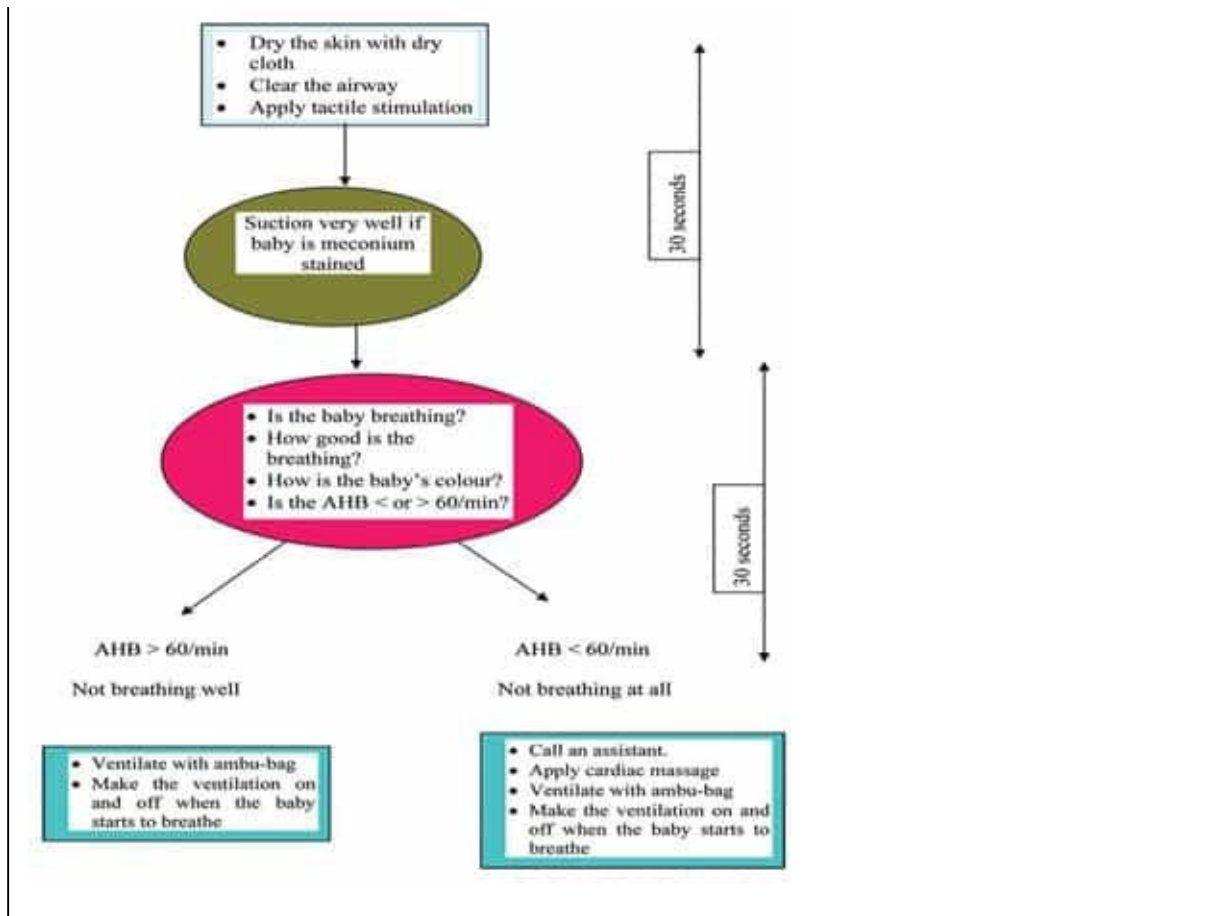 • Dry the skin with dry
cloth
• Clear the airway
• Apply tactile stimulation
30 seconds
Suction very well if
baby is meconium
stained
• Is the baby breathing?
• How good is the
breathing?
• How is the baby's colour?
• Is the AHB < or > 60/min?
30 seconds
AHB > 60/min
Not breathing well
AHB < 60/min
Not breathing at all
• Ventilate with ambu-bag
• Make the ventilation on
and off when the baby
starts to breathe
• Call an assistant.
• Apply cardiac massage
• Ventilate with ambu-bag
• Make the ventilation on and
off when the baby starts to
breathe